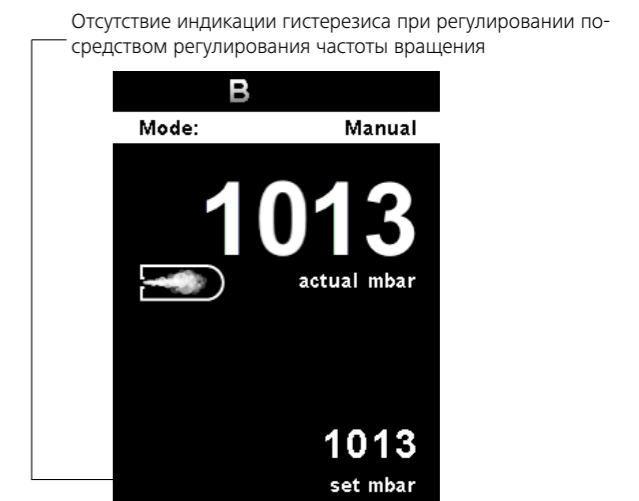 Отсутствие индикации гистерезиса при регулировании по-
средством регулирования частоты вращения
B
Mode: Manual
1013
actual mbar
1013
set mbar